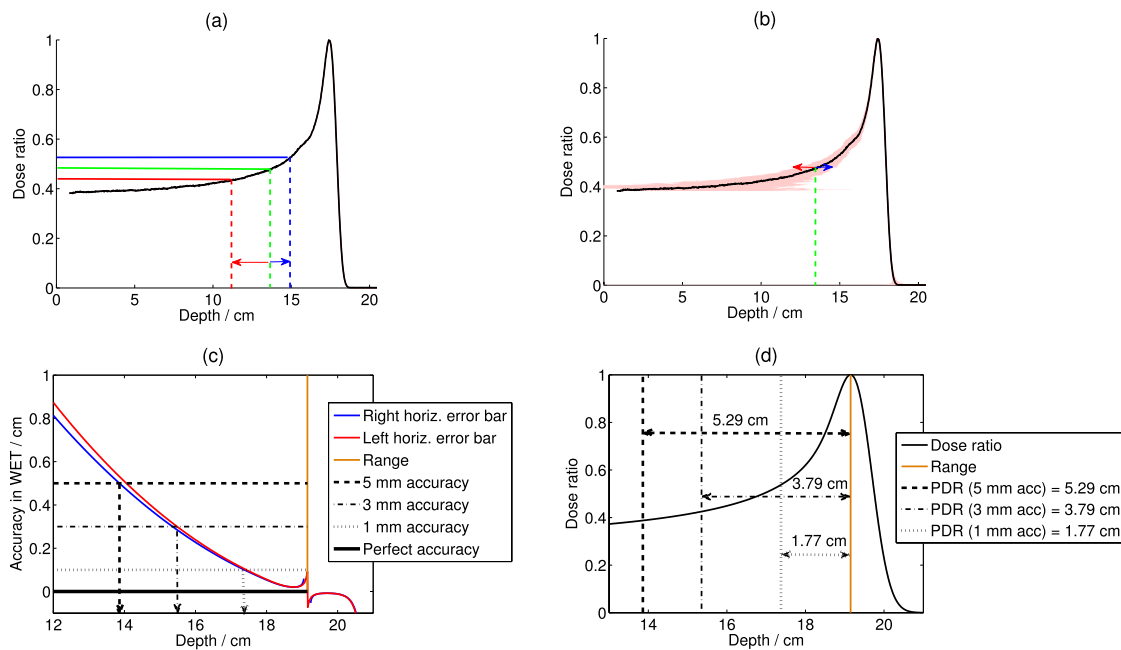 (a)
1
0.8
0.6
0.4
0.2
0
Dose ratio
0 5 10 15 20
Depth / cm
(b)
1
0.8
0.6
0.4
0.2
0
Dose ratio
0 5 10 15 20
Depth / cm
(c)
1
0.8
0.6
0.4
0.2
0
Accuracy in WET / cm
12 14 16 18 20
Depth / cm
Right horiz. error bar
Left horiz. error bar
Range
5 mm accuracy
3 mm accuracy
1 mm accuracy
Perfect accuracy
(d)
1
0.8
0.6
0.4
0.2
0
Dose ratio
5.29 cm
3.79 cm
1.77 cm
14 16 18 20
Depth / cm
Dose ratio
Range
PDR (5 mm acc) = 5.29 cm
PDR (3 mm acc) = 3.79 cm
PDR (1 mm acc) = 1.77 cm